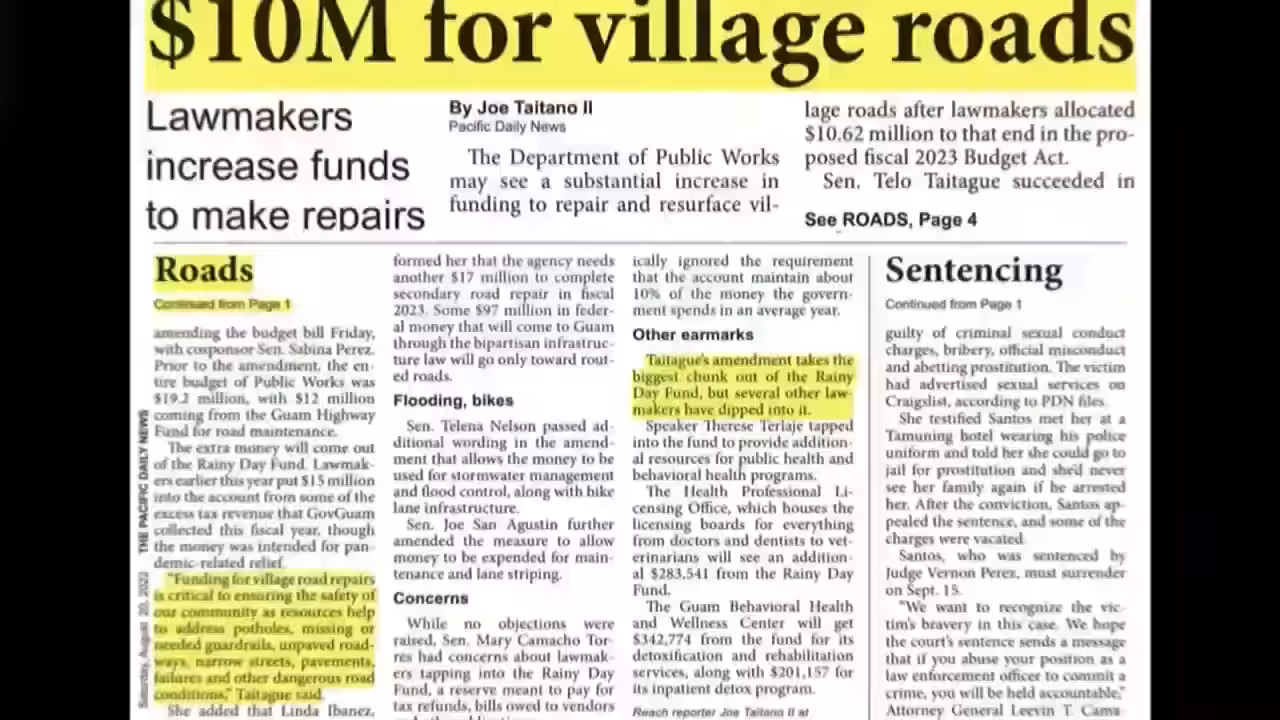 $10M for village roads
Lawmakers
increase funds
to make repairs
By Joe Taitano II
Pacific Daily News
The Department of Public Works
may see a substantial increase in
funding to repair and resurface vil-
lage roads after lawmakers allocated
$10.62 million to that end in the pro-
posed fiscal 2023 Budget Act.
Sen. Telo Taitague succeeded in
See ROADS, Page 4
Roads
Continued from Page 1
amending the budget bill Friday,
with cosponsor Sen. Sabina Perez.
Prior to the amendment, the en-
tire budget of Public Works was
$19.2 million, with $12 million
coming from the Guam Highway
Fund for road maintenance.
The extra money will come out
of the Rainy Day Fund. Lawmak-
ers earlier this year put $15 million
into the account from some of the
excess tax revenue that GovGuam
collected this fiscal year, though
the money was intended for pan-
demic-related relief.
"Funding for village road repairs
is critical to ensuring the safety of
our community as resources help
to address potholes, missing or
needed guardrails, unpaved road-
ways, narrow streets, pavements,
failures and other dangerous road
conditions," Taitague said.
She added that Linda Ibanez,
formed her that the agency needs
another $17 million to complete
secondary road repair in fiscal
2023. Some $97 million in feder-
al money that will come to Guam
through the bipartisan infrastruc-
ture law will go only toward rout-
ed roads.
Flooding, bikes
Sen. Telena Nelson passed ad-
ditional wording in the amend-
ment that allows the money to be
used for stormwater management
and flood control, along with bike
lane infrastructure.
Sen. Joe San Agustin further
amended the measure to allow
money to be expended for main-
tenance and lane striping.
Concerns
While no objections were
raised, Sen. Mary Camacho Tor-
res had concerns about lawmak-
ers tapping into the Rainy Day
Fund, a reserve meant to pay for
tax refunds, bills owed to vendors
ically ignored the requirement
that the account maintain about
10% of the money the govern-
ment spends in an average year.
Other earmarks
Taitague's amendment takes the
biggest chunk out of the Rainy
Day Fund, but several other law-
makers have dipped into it.
Speaker Therese Terlaje tapped
into the fund to provide addition-
al resources for public health and
behavioral health programs.
The Health Professional Li-
censing Office, which houses the
licensing boards for everything
from doctors and dentists to vet-
erinarians will see an addition-
al $283,541 from the Rainy Day
Fund.
The Guam Behavioral Health
and Wellness Center will get
$342,774 from the fund for its
detoxification and rehabilitation
services, along with $201,157 for
its inpatient detox program.
Reach reporter Joe Taitano II at
Sentencing
Continued from Page 1
guilty of criminal sexual conduct
charges, bribery, official misconduct
and abetting prostitution. The victim
had advertised sexual services on
Craigslist, according to PDN files.
She testified Santos met her at a
Tamuning hotel wearing his police
uniform and told her she could go to
jail for prostitution and she'd never
see her family again if he arrested
her. After the conviction, Santos ap-
pealed the sentence, and some of the
charges were vacated.
Santos, who was sentenced by
Judge Vernon Perez, must surrender
on Sept. 15.
"We want to recognize the vic-
tim's bravery in this case. We hope
the court's sentence sends a message
that if you abuse your position as a
law enforcement officer to commit a
crime, you will be held accountable,"
Attorney General Leevin T. Cama-
Saturday, August 20, 2022 THE PACIFIC DAILY NEWS